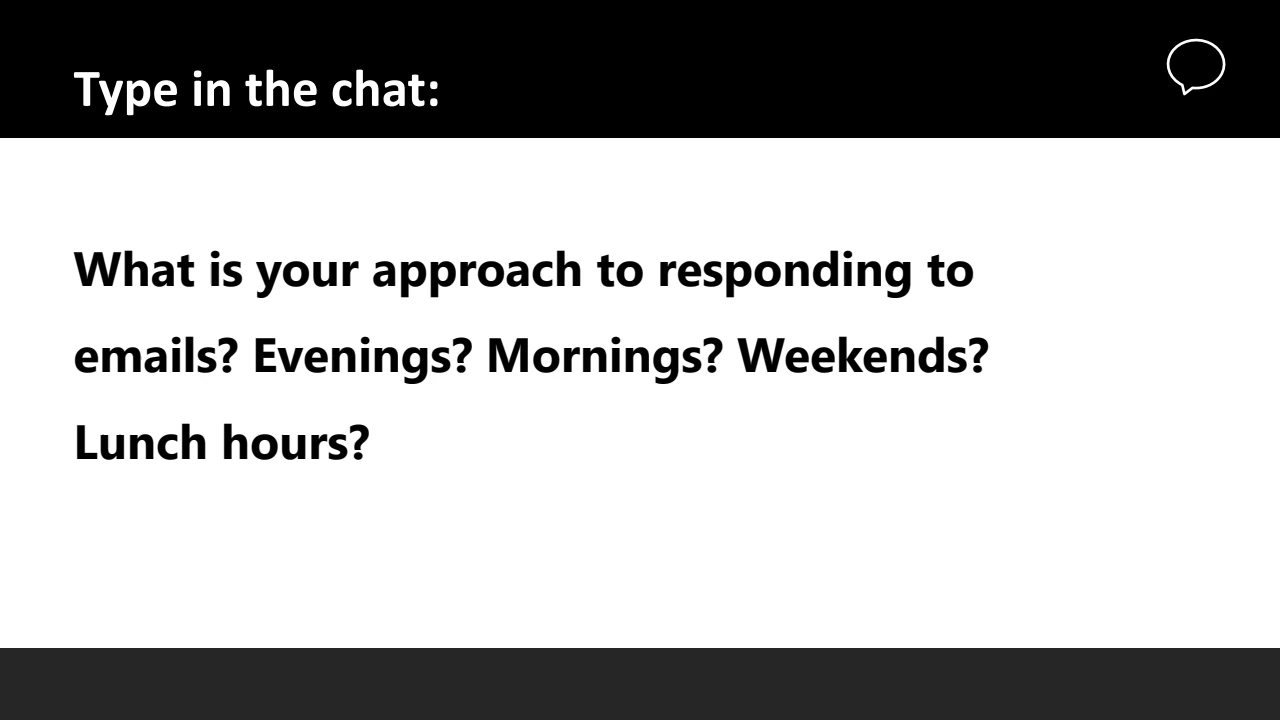 Type in the chat:
What is your approach to responding to
emails? Evenings? Mornings? Weekends?
Lunch hours?